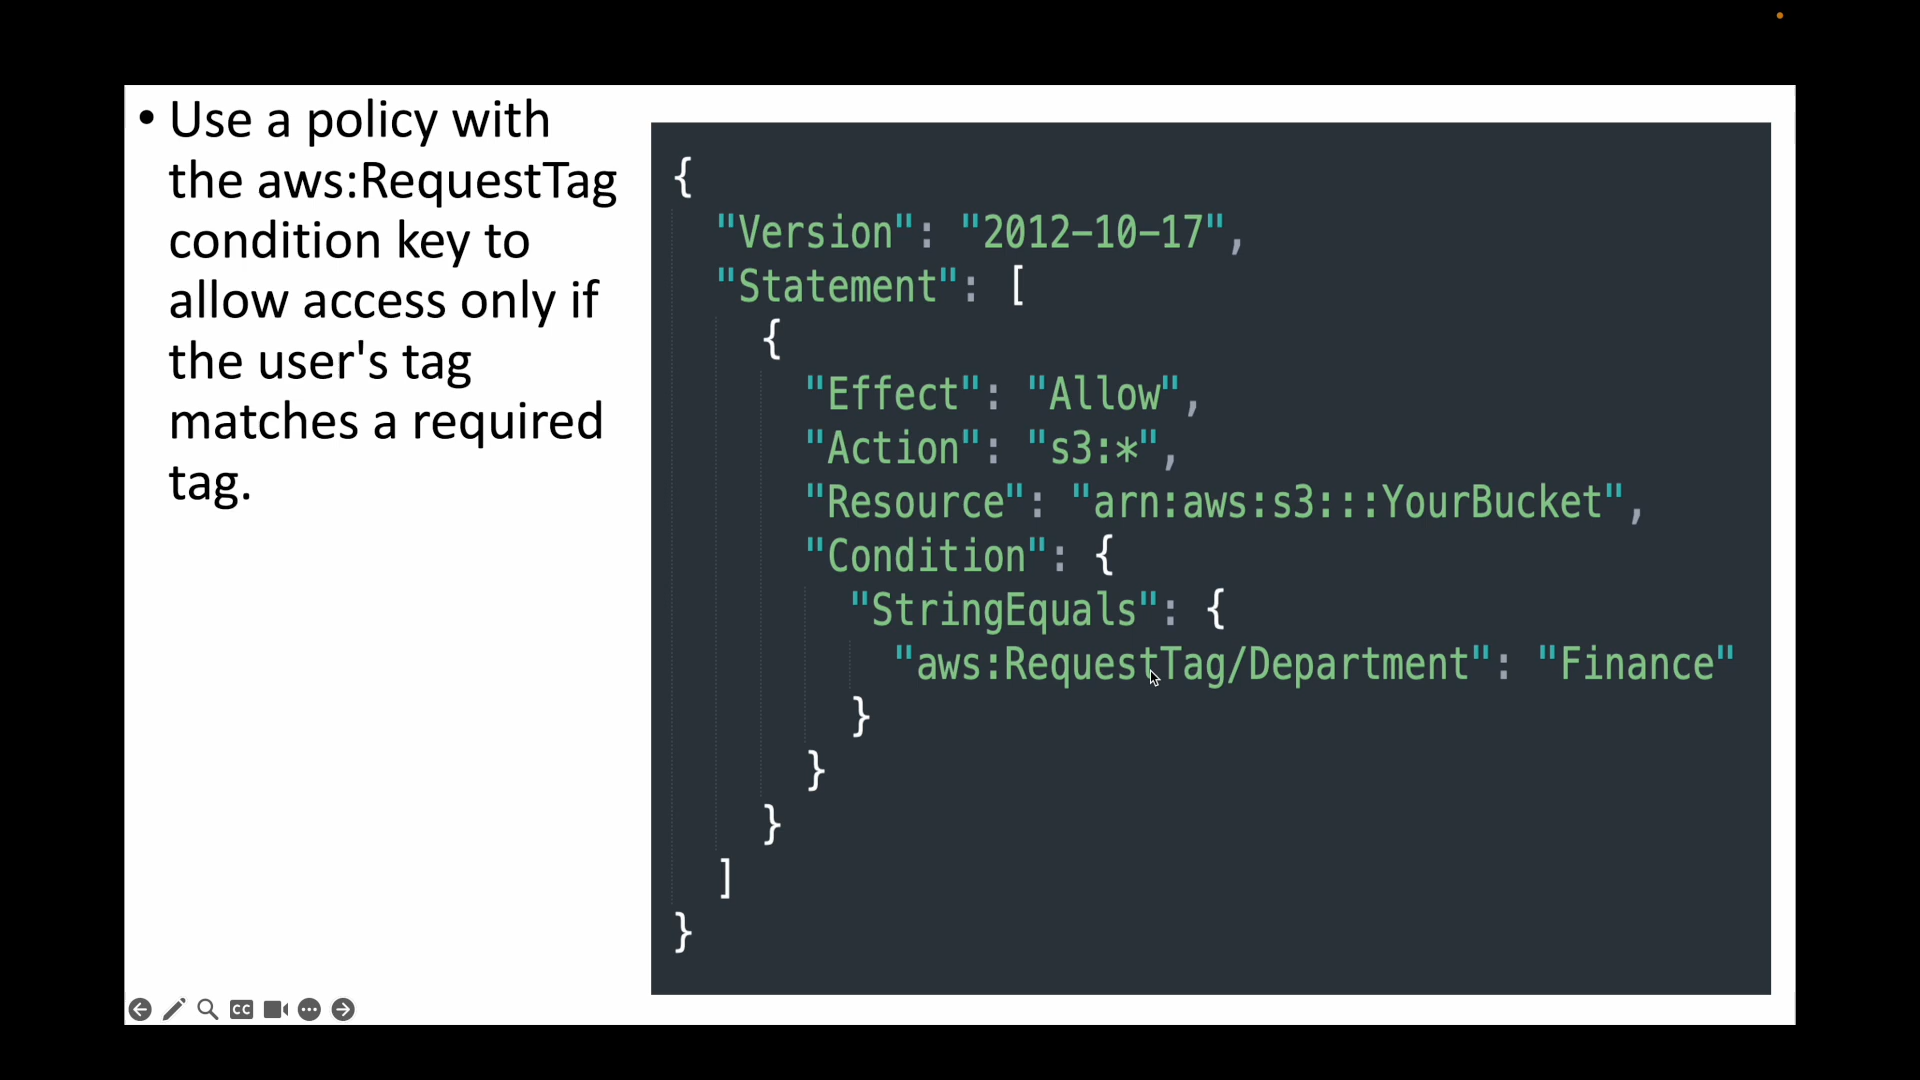 • Use a policy with
the aws:RequestTag
condition key to
allow access only if
the user's tag
matches a required
tag.
{
"Version": "2012-10-17",
"Statement": [
{
"Effect": "Allow",
"Action": "s3:*",
"Resource": "arn:aws:s3:::YourBucket",
"Condition": {
"StringEquals": {
"aws:RequestTag/Department": "Finance"
}
}
}
]
}
CC